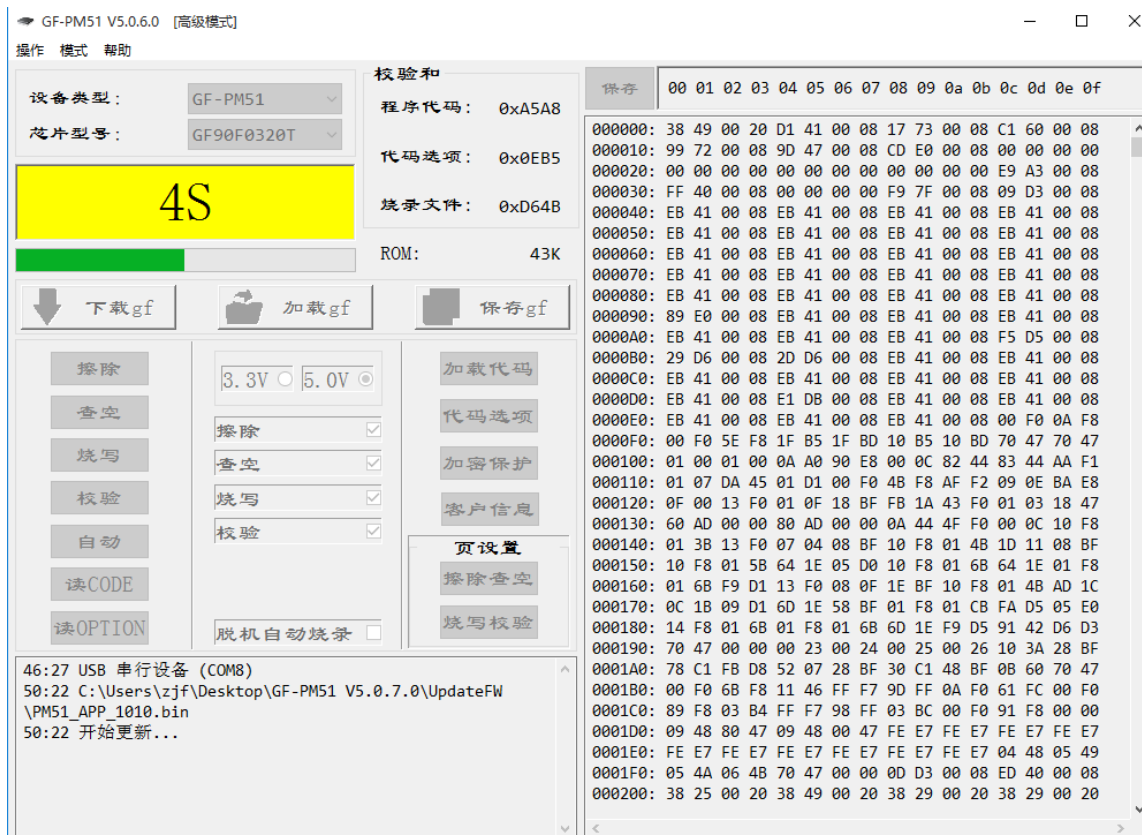 GF-PM51 V5.0.6.0 [高级模式]
操作 模式 帮助
设备类型: GF-PM51
芯片型号: GF90F0320T
4S
校验和
程序代码: 0xA5A8
代码选项: 0x0EB5
烧录文件: 0xD64B
ROM: 43K
下载gf 加载gf 保存gf
擦除
查空
烧写
校验
自动
读CODE
读OPTION
3.3V 5.0V
擦除
查空
烧写
校验
脱机自动烧录
加载代码
代码选项
加密保护
客户信息
页设置
擦除查空
烧写校验
46:27 USB 串行设备 (COM8)
50:22 C:\Users\zjf\Desktop\GF-PM51 V5.0.7.0\UpdateFW
\PM51_APP_1010.bin
50:22 开始更新...
保存 00 01 02 03 04 05 06 07 08 09 0a 0b 0c 0d 0e 0f
000000: 38 49 00 20 D1 41 00 08 17 73 00 08 C1 60 00 08
000010: 99 72 00 08 9D 47 00 08 CD E0 00 08 00 00 00 00
000020: 00 00 00 00 00 00 00 00 00 00 00 00 E9 A3 00 08
000030: FF 40 00 08 00 00 00 00 F9 7F 00 08 09 D3 00 08
000040: EB 41 00 08 EB 41 00 08 EB 41 00 08 EB 41 00 08
000050: EB 41 00 08 EB 41 00 08 EB 41 00 08 EB 41 00 08
000060: EB 41 00 08 EB 41 00 08 EB 41 00 08 EB 41 00 08
000070: EB 41 00 08 EB 41 00 08 EB 41 00 08 EB 41 00 08
000080: EB 41 00 08 EB 41 00 08 EB 41 00 08 EB 41 00 08
000090: 89 E0 00 08 EB 41 00 08 EB 41 00 08 EB 41 00 08
0000A0: EB 41 00 08 EB 41 00 08 EB 41 00 08 F5 D5 00 08
0000B0: 29 D6 00 08 2D D6 00 08 EB 41 00 08 EB 41 00 08
0000C0: EB 41 00 08 EB 41 00 08 EB 41 00 08 EB 41 00 08
0000D0: EB 41 00 08 E1 DB 00 08 EB 41 00 08 EB 41 00 08
0000E0: EB 41 00 08 EB 41 00 08 EB 41 00 08 00 F0 0A F8
0000F0: 00 F0 5E F8 1F B5 1F BD 10 B5 10 BD 70 47 70 47
000100: 01 00 01 00 0A A0 90 E8 00 0C 82 44 83 44 AA F1
000110: 01 07 DA 45 01 D1 00 F0 4B F8 AF F2 09 0E BA E8
000120: 0F 00 13 F0 01 0F 18 BF FB 1A 43 F0 01 03 18 47
000130: 60 AD 00 00 80 AD 00 00 0A 44 4F F0 00 0C 10 F8
000140: 01 3B 13 F0 07 04 08 BF 10 F8 01 4B 1D 11 08 BF
000150: 10 F8 01 5B 64 1E 05 D0 10 F8 01 6B 64 1E 01 F8
000160: 01 6B F9 D1 13 F0 08 0F 1E BF 10 F8 01 4B AD 1C
000170: 0C 1B 09 D1 6D 1E 58 BF 01 F8 01 CB FA D5 05 E0
000180: 14 F8 01 6B 01 F8 01 6B 6D 1E F9 D5 91 42 D6 D3
000190: 70 47 00 00 00 23 00 24 00 25 00 26 10 3A 28 BF
0001A0: 78 C1 FB D8 52 07 28 BF 30 C1 48 BF 0B 60 70 47
0001B0: 00 F0 6B F8 11 46 FF F7 9D FF 0A F0 61 FC 00 F0
0001C0: 89 F8 03 B4 FF F7 98 FF 03 BC 00 F0 91 F8 00 00
0001D0: 09 48 80 47 09 48 00 47 FE E7 FE E7 FE E7 FE E7
0001E0: FE E7 FE E7 FE E7 FE E7 FE E7 FE E7 04 48 05 49
0001F0: 05 4A 06 4B 70 47 00 00 0D D3 00 08 ED 40 00 08
000200: 38 25 00 20 38 49 00 20 38 29 00 20 38 29 00 20